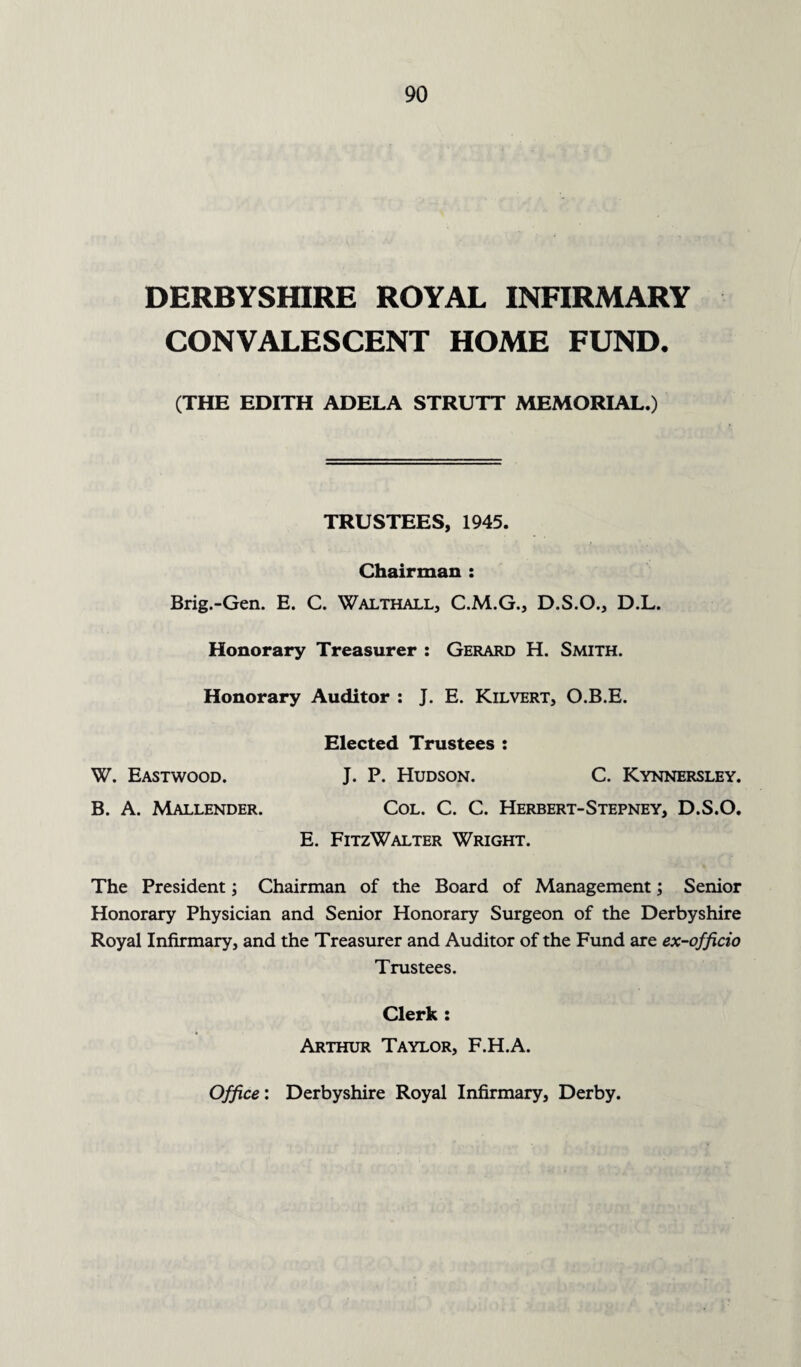 90
DERBYSHIRE ROYAL INFIRMARY
CONVALESCENT HOME FUND.
(THE EDITH ADELA STRUTT MEMORIAL.)
TRUSTEES, 1945.
Chairman :
Brig.-Gen. E. C. WALTHALL, C.M.G., D.S.O., D.L.
Honorary Treasurer : GERARD H. SMITH.
Honorary Auditor : J. E. KILVERT, O.B.E.
Elected Trustees :
W. EASTWOOD. J. P. HUDSON. C. KYNNERSLEY.
B. A. MALLENDER. COL. C. C. HERBERT-STEPNEY, D.S.O.
E. FITZWALTER WRIGHT.
The President; Chairman of the Board of Management; Senior
Honorary Physician and Senior Honorary Surgeon of the Derbyshire
Royal Infirmary, and the Treasurer and Auditor of the Fund are ex-officio
Trustees.
Clerk :
ARTHUR TAYLOR, F.H.A.
Office : Derbyshire Royal Infirmary, Derby.